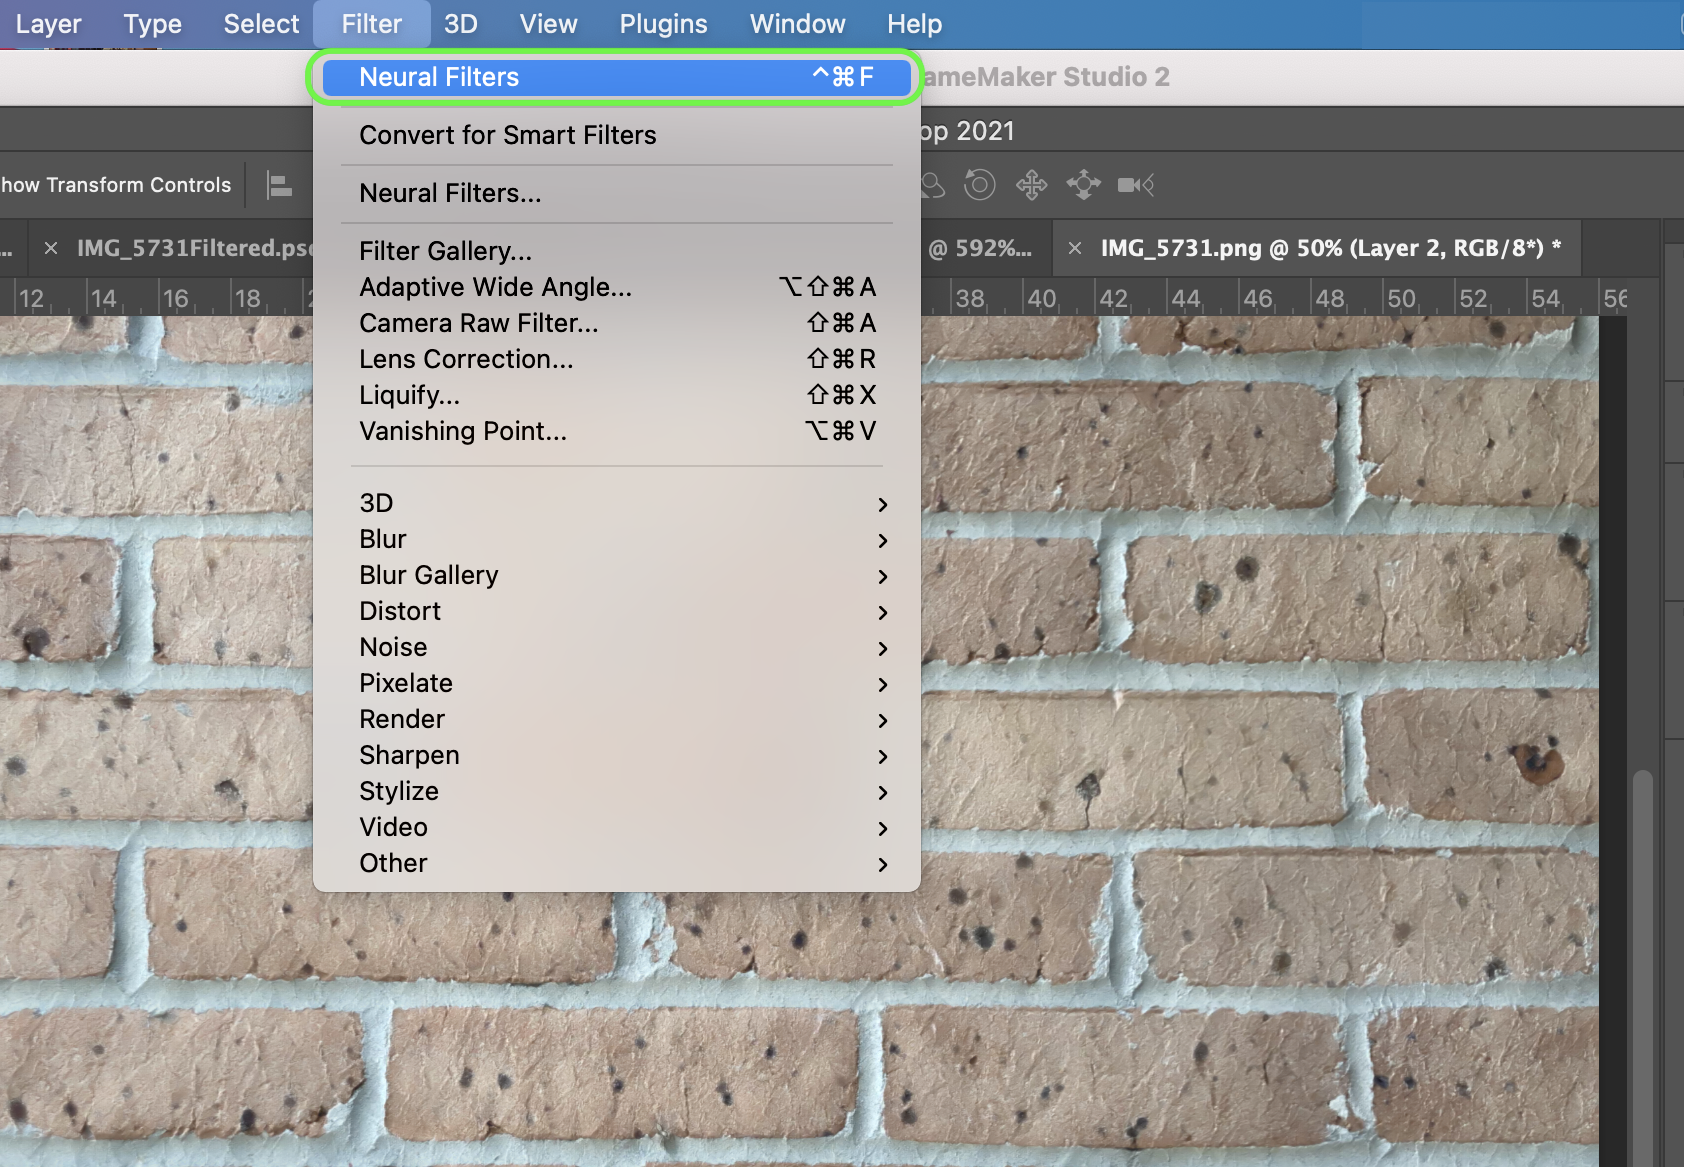 Layer Type Select Filter 3D View Plugins Window Help
Neural Filters ^⌘F
ameMaker Studio 2
Convert for Smart Filters
op 2021
how Transform Controls
Neural Filters...
... × IMG_5731Filtered.psd @ 592%... × IMG_5731.png @ 50% (Layer 2, RGB/8*) *
Filter Gallery...
Adaptive Wide Angle... ⌥⇧⌘A
12 14 16 18 2 38 40 42 44 46 48 50 52 54 56
Camera Raw Filter... ⇧⌘A
Lens Correction... ⇧⌘R
Liquify... ⇧⌘X
Vanishing Point... ⌥⌘V
3D >
Blur >
Blur Gallery >
Distort >
Noise >
Pixelate >
Render >
Sharpen >
Stylize >
Video >
Other >